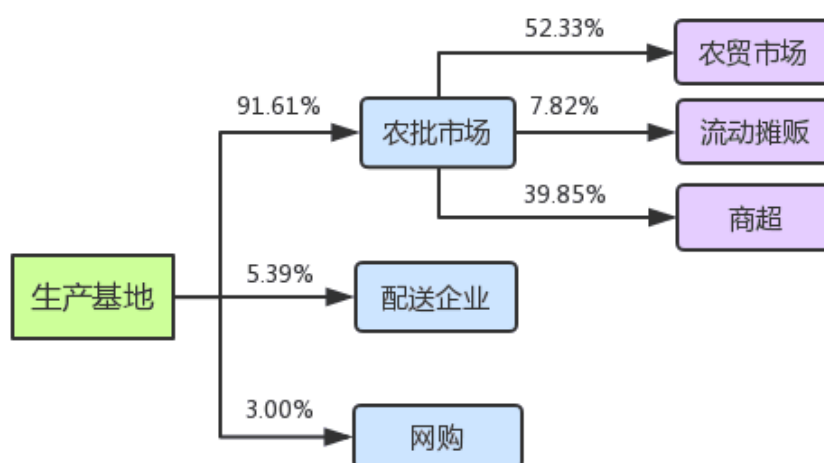 52.33%
农贸市场
91.61%
农批市场
7.82%
流动摊贩
39.85%
商超
生产基地
5.39%
配送企业
3.00%
网购